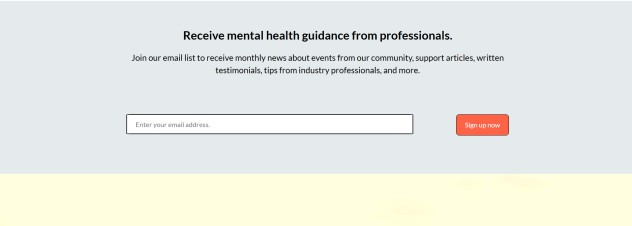 Receive mental health guidance from professionals.
Join our email list to receive monthly news about events from our community, support articles, written
testimonials, tips from industry professionals, and more.
Enter your email address.
Sign up now